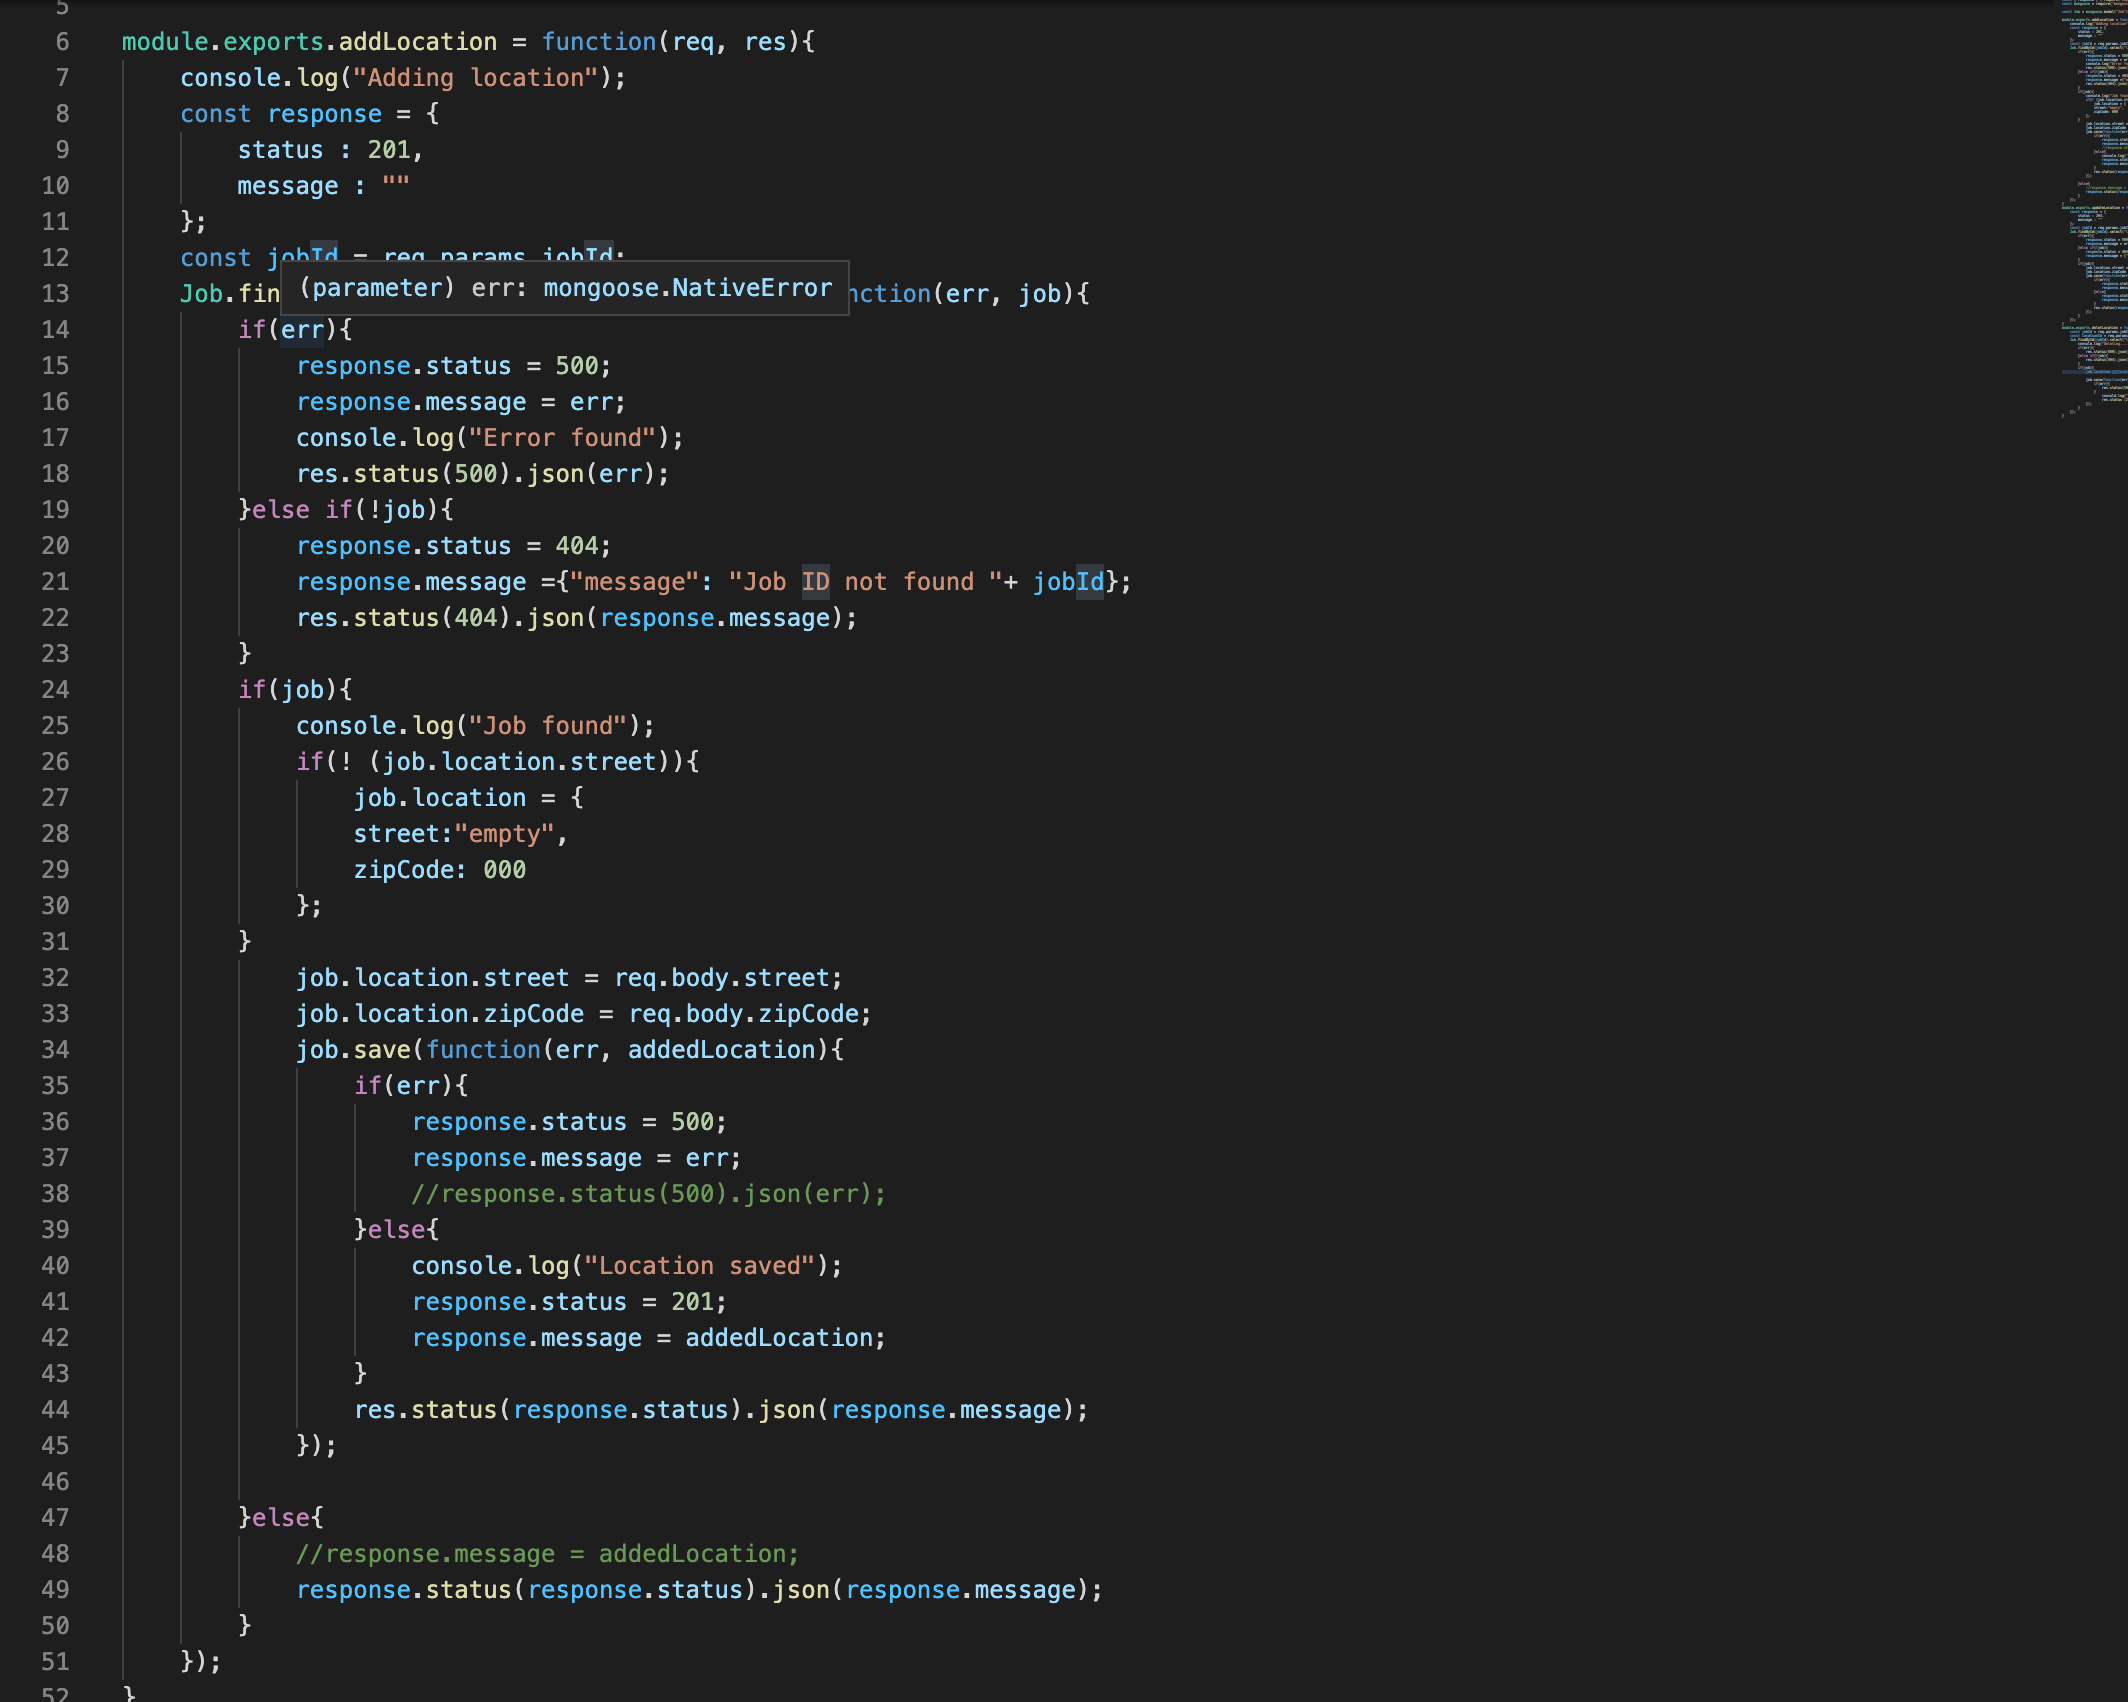 5
6 module.exports.addLocation = function(req, res){
7 console.log("Adding location");
8 const response = {
9 status : 201,
10 message : ""
11 };
12 const jobId = req.params.jobId;
13 Job.fin (parameter) err: mongoose.NativeError nction(err, job){
14 if(err){
15 response.status = 500;
16 response.message = err;
17 console.log("Error found");
18 res.status(500).json(err);
19 }else if(!job){
20 response.status = 404;
21 response.message ={"message": "Job ID not found "+ jobId};
22 res.status(404).json(response.message);
23 }
24 if(job){
25 console.log("Job found");
26 if(! (job.location.street)){
27 job.location = {
28 street:"empty",
29 zipCode: 000
30 };
31 }
32 job.location.street = req.body.street;
33 job.location.zipCode = req.body.zipCode;
34 job.save(function(err, addedLocation){
35 if(err){
36 response.status = 500;
37 response.message = err;
38 //response.status(500).json(err);
39 }else{
40 console.log("Location saved");
41 response.status = 201;
42 response.message = addedLocation;
43 }
44 res.status(response.status).json(response.message);
45 });
46
47 }else{
48 //response.message = addedLocation;
49 response.status(response.status).json(response.message);
50 }
51 });
52 }